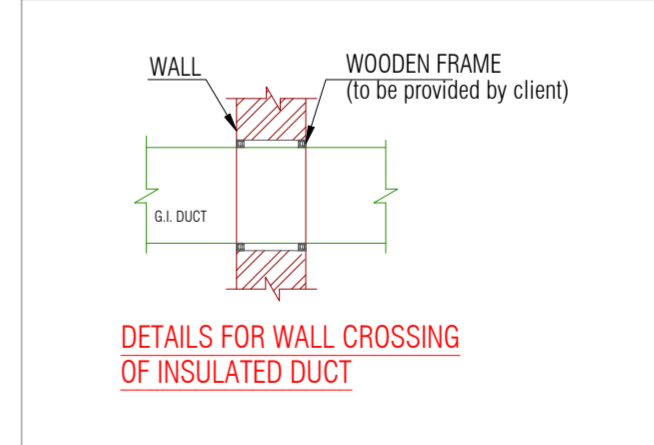 WALL
WOODEN FRAME
(to be provided by client)
G.I. DUCT
DETAILS FOR WALL CROSSING
OF INSULATED DUCT